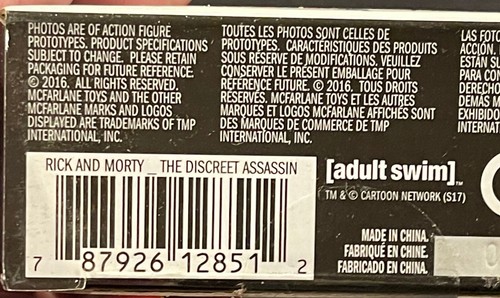 PHOTOS ARE OF ACTION FIGURE
PROTOTYPES. PRODUCT SPECIFICATIONS
SUBJECT TO CHANGE. PLEASE RETAIN
PACKAGING FOR FUTURE REFERENCE.
© 2016. ALL RIGHTS RESERVED.
MCFARLANE TOYS AND THE OTHER
MCFARLANE MARKS AND LOGOS
DISPLAYED ARE TRADEMARKS OF TMP
INTERNATIONAL, INC.
TOUTES LES PHOTOS SONT CELLES DE
PROTOTYPES. CARACTÉRISTIQUES DES PRODUITS
SOUS RÉSERVE DE MODIFICATIONS. VEUILLEZ
CONSERVER LE PRÉSENT EMBALLAGE POUR
RÉFÉRENCE FUTURE. © 2016. TOUS DROITS
RÉSERVÉS. MCFARLANE TOYS ET LES AUTRES
MARQUES ET LOGOS MCFARLANE AFFICHÉS SONT
DES MARQUES DE COMMERCE DE TMP
INTERNATIONAL, INC.
LAS FOTO
ACCIÓN.
ESTÁN SU
PARA CO
DERECHO
DEMÁS M
EXHIBIDO
INTERNA
RICK AND MORTY _ THE DISCREET ASSASSIN
7 87926 12851 2
[adult swim]™
TM & © CARTOON NETWORK (S17)
MADE IN CHINA.
FABRIQUÉ EN CHINE.
FABRICADO EN CHINA.